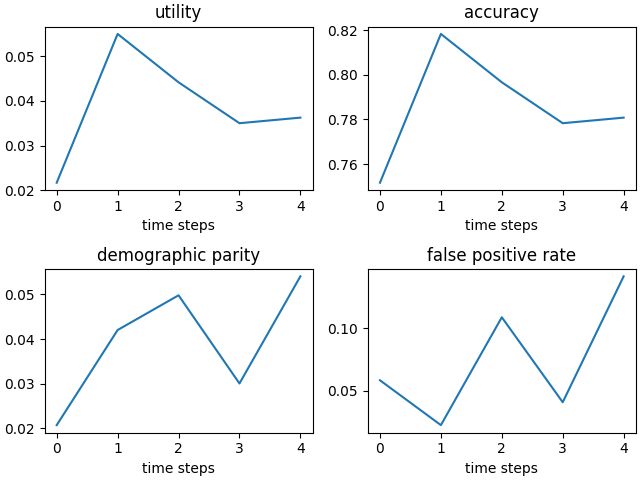 utility
0.05
0.04
0.03
0.02
0 1 2 3 4
time steps
accuracy
0.82
0.80
0.78
0.76
0 1 2 3 4
time steps
demographic parity
0.05
0.04
0.03
0.02
0 1 2 3 4
time steps
false positive rate
0.10
0.05
0 1 2 3 4
time steps